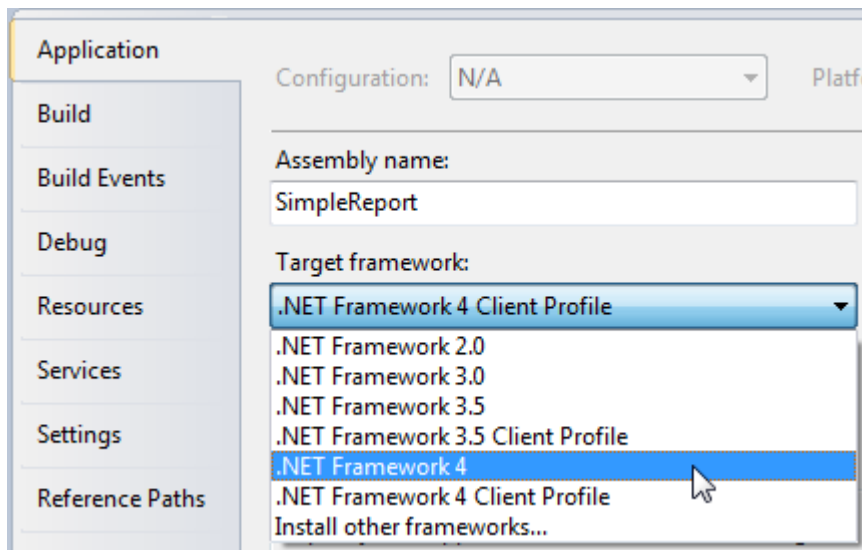 Application
Build
Build Events
Debug
Resources
Services
Settings
Reference Paths
Configuration: N/A
Assembly name:
SimpleReport
Target framework:
.NET Framework 4 Client Profile
.NET Framework 2.0
.NET Framework 3.0
.NET Framework 3.5
.NET Framework 3.5 Client Profile
.NET Framework 4
.NET Framework 4 Client Profile
Install other frameworks...